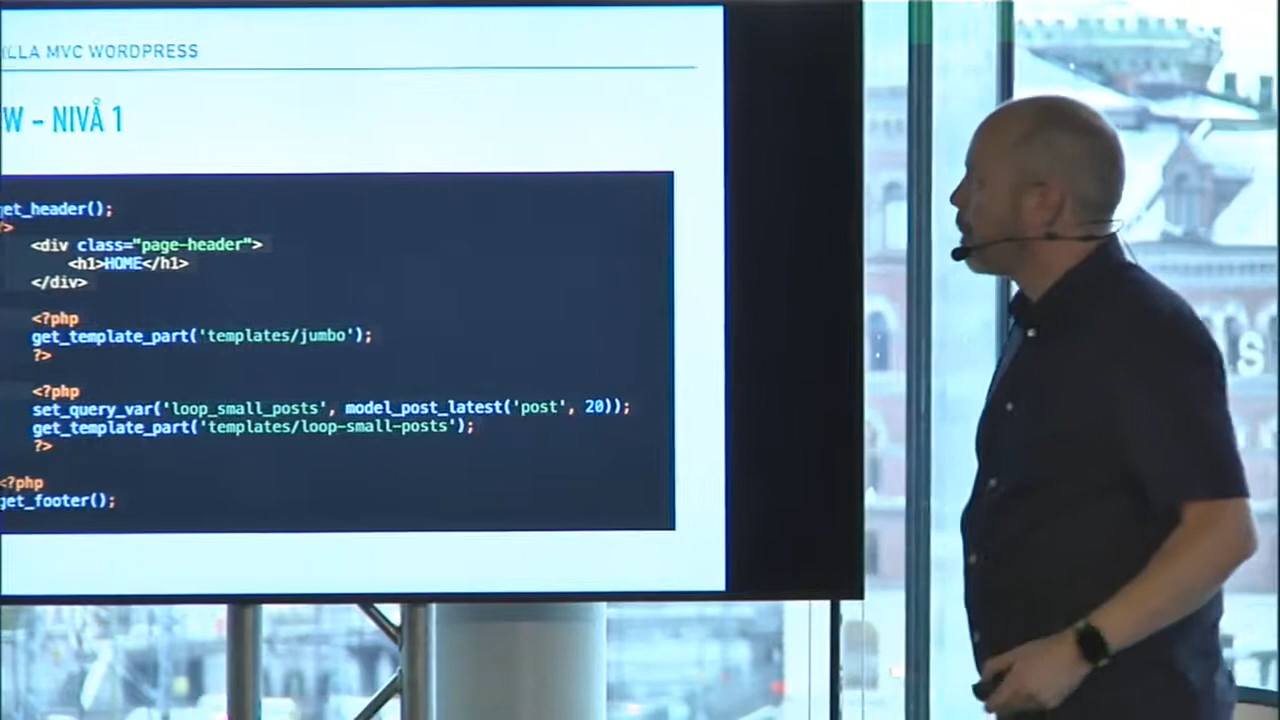 ILLA MVC WORDPRESS
W - NIVÅ 1
get_header();
?>
<div class="page-header">
<h1>HOME</h1>
</div>
<?php
get_template_part('templates/jumbo');
?>
<?php
set_query_var('loop_small_posts', model_post_latest('post', 20));
get_template_part('templates/loop-small-posts');
?>
<?php
get_footer();
S